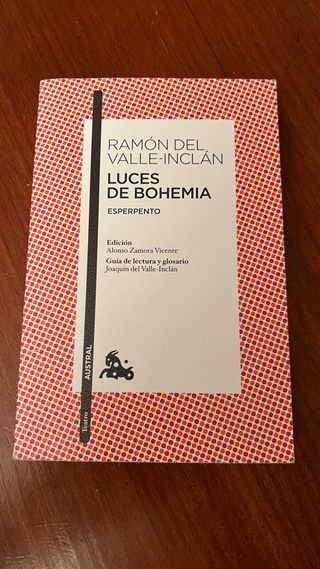 RAMÓN DEL
VALLE-INCLÁN
LUCES
DE BOHEMIA
ESPERPENTO
Edición
Alonso Zamora Vicente
Guía de lectura y glosario
Joaquín del Valle-Inclán
AUSTRAL
Teatro